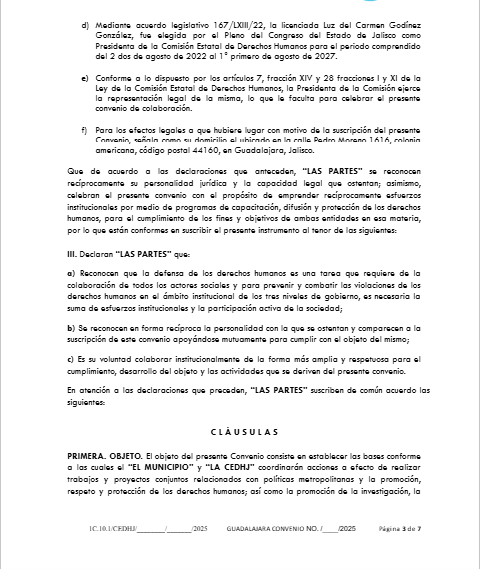 d) Mediante acuerdo legislativo 167/LXIII/22, la licenciada Luz del Carmen Godínez
González, fue elegida por el Pleno del Congreso del Estado de Jalisco como
Presidenta de la Comisión Estatal de Derechos Humanos para el periodo comprendido
del 2 dos de agosto de 2022 al 1° primero de agosto de 2027.
e) Conforme a lo dispuesto por los artículos 7, fracción XIV y 28 fracciones I y XI de la
Ley de la Comisión Estatal de Derechos Humanos, la Presidenta de la Comisión ejerce
la representación legal de la misma, lo que le faculta para celebrar el presente
convenio de colaboración.
f) Para los efectos legales a que hubiere lugar con motivo de la suscripción del presente
Convenio, señala como su domicilio el ubicado en la calle Pedro Moreno 1616, colonia
americana, código postal 44160, en Guadalajara, Jalisco.
Que de acuerdo a las declaraciones que anteceden, "LAS PARTES" se reconocen
recíprocamente su personalidad jurídica y la capacidad legal que ostentan; asimismo,
celebran el presente convenio con el propósito de emprender recíprocamente esfuerzos
institucionales por medio de programas de capacitación, difusión y protección de los derechos
humanos, para el cumplimiento de los fines y objetivos de ambas entidades en esa materia,
por lo que están conformes en suscribir el presente instrumento al tenor de las siguientes:
III. Declaran "LAS PARTES" que:
a) Reconocen que la defensa de los derechos humanos es una tarea que requiere de la
colaboración de todos los actores sociales y para prevenir y combatir las violaciones de los
derechos humanos en el ámbito institucional de los tres niveles de gobierno, es necesaria la
suma de esfuerzos institucionales y la participación activa de la sociedad;
b) Se reconocen en forma recíproca la personalidad con la que se ostentan y comparecen a la
suscripción de este convenio apoyándose mutuamente para cumplir con el objeto del mismo;
c) Es su voluntad colaborar institucionalmente de la forma más amplia y respetuosa para el
cumplimiento, desarrollo del objeto y las actividades que se deriven del presente convenio.
En atención a las declaraciones que preceden, "LAS PARTES" suscriben de común acuerdo las
siguientes:
CLÁUSULAS
PRIMERA. OBJETO. El objeto del presente Convenio consiste en establecer las bases conforme
a las cuales el "EL MUNICIPIO" y "LA CEDHJ" coordinarán acciones a efecto de realizar
trabajos y proyectos conjuntos relacionados con políticas metropolitanas y la promoción,
respeto y protección de los derechos humanos; así como la promoción de la investigación, la
1C.10.1/CEDHJ/______/______/2025 GUADALAJARA CONVENIO NO. /____/2025 Página 3 de 7